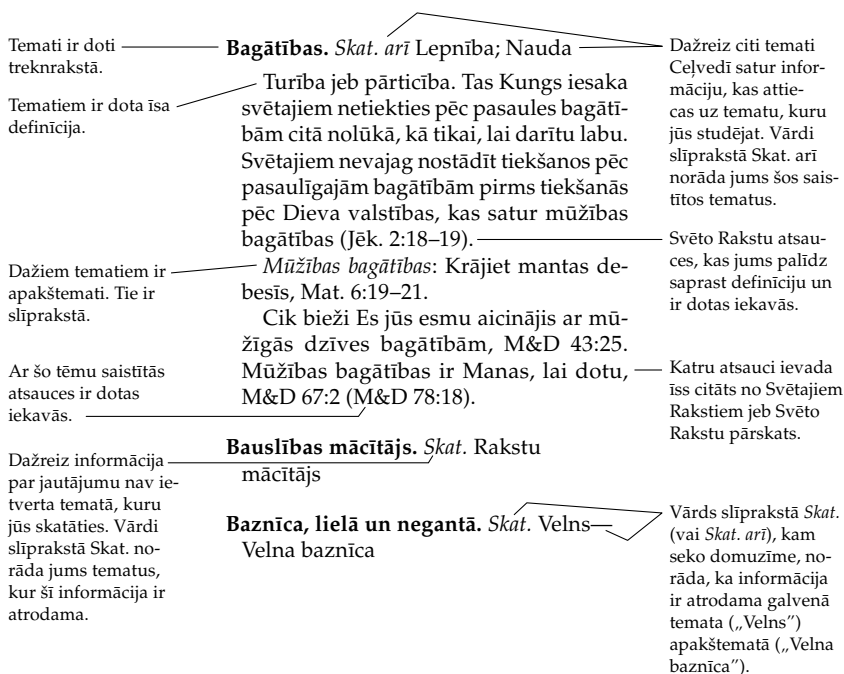 Temati ir doti
treknrakstā.
Tematiem ir dota īsa
definīcija.
Dažiem tematiem ir
apakštemati. Tie ir
slīprakstā.
Ar šo tēmu saistītās
atsauces ir dotas
iekavās.
Dažreiz informācija
par jautājumu nav ie-
tverta tematā, kuru
jūs skatāties. Vārdi
slīprakstā Skat. no-
rāda jums tematus,
kur šī informācija ir
atrodama.
Bagātības. Skat. arī Lepnība; Nauda
Turība jeb pārticība. Tas Kungs iesaka
svētajiem netiekties pēc pasaules bagātī-
bām citā nolūkā, kā tikai, lai darītu labu.
Svētajiem nevajag nostādīt tiekšanos pēc
pasaulīgajām bagātībām pirms tiekšanās
pēc Dieva valstības, kas satur mūžības
bagātības (Jēk. 2:18–19).
Mūžības bagātības: Krājiet mantas de-
besīs, Mat. 6:19–21.
Cik bieži Es jūs esmu aicinājis ar mū-
žīgās dzīves bagātībām, M&D 43:25.
Mūžības bagātības ir Manas, lai dotu,
M&D 67:2 (M&D 78:18).
Bauslības mācītājs. Skat. Rakstu
mācītājs
Baznīca, lielā un negantā. Skat. Velns—
Velna baznīca
Dažreiz citi temati
Ceļvedī satur infor-
māciju, kas attie-
cas uz tematu, kuru
jūs studējat. Vārdi
slīprakstā Skat. arī
norāda jums šos sais-
tītos tematus.
Svēto Rakstu atsau-
ces, kas jums palīdz
saprast definīciju un
ir dotas iekavās.
Katru atsauci ievada
īss citāts no Svētajiem
Rakstiem jeb Svēto
Rakstu pārskats.
Vārds slīprakstā Skat.
(vai Skat. arī), kam
seko domuzīme, no-
rāda, ka informācija
ir atrodama galvenā
temata („Velns”)
apakštematā („Velna
baznīca”).